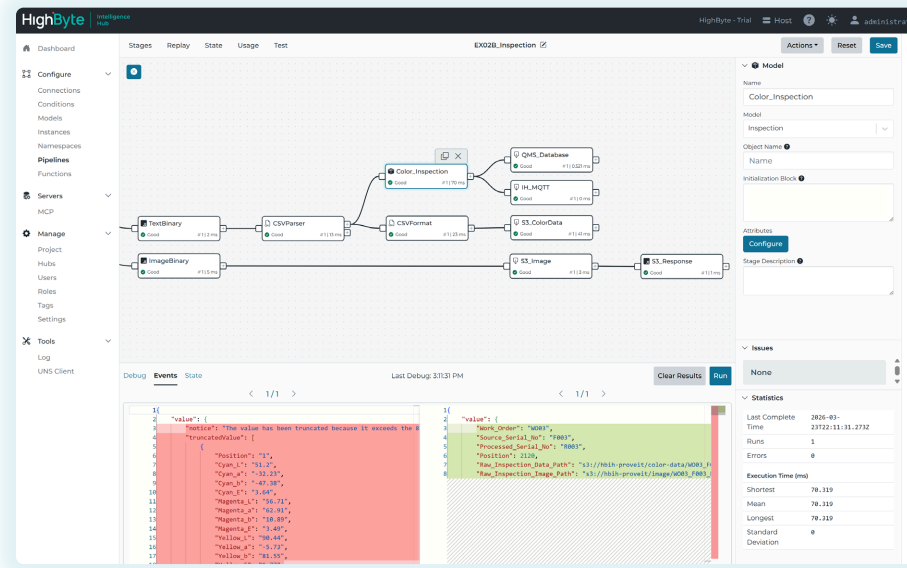 HighByte Intelligence Hub
HighByte - Trial Host administra
Dashboard
Configure
Connections
Conditions
Models
Instances
Namespaces
Pipelines
Functions
Servers
MCP
Manage
Project
Hubs
Users
Roles
Tags
Settings
Tools
Log
UNS Client
Stages Replay State Usage Test
EX02B_Inspection
Actions Reset Save
TextBinary
Good #1 | 2 ms
CSVParser
Good #1 | 13 ms
Color_Inspection
Good #1 | 70 ms
CSVFormat
Good #1 | 23 ms
QMS_Database
Good #1 | 0.321 ms
IH_MQTT
Good #1 | 0 ms
S3_ColorData
Good #1 | 41 ms
ImageBinary
Good #1 | 5 ms
S3_Image
Good #1 | 3 ms
S3_Response
Good #1 | 1 ms
Model
Name
Color_Inspection
Model
Inspection
Object Name
Name
Initialization Block
Attributes
Configure
Stage Description
Issues
None
Statistics
Last Complete Time 2026-03-23T22:11:31.273Z
Runs 1
Errors 0
Execution Time (ms)
Shortest 70.319
Mean 70.319
Longest 70.319
Standard Deviation 0
Debug Events State
Last Debug: 3:11:31 PM
Clear Results Run
< 1/1 >
1 {
2 "value": {
3 "notice": "The value has been truncated because it exceeds the
4 "truncatedValue": [
5 {
6 "Position": "1",
7 "Cyan_L": "51.2",
8 "Cyan_a": "-32.23",
9 "Cyan_b": "-47.38",
10 "Cyan_E": "3.64",
11 "Magenta_L": "56.71",
12 "Magenta_a": "62.91",
13 "Magenta_b": "10.89",
14 "Magenta_E": "3.49",
15 "Yellow_L": "90.44",
16 "Yellow_a": "-5.73",
17 "Yellow_b": "81.55",
< 1/1 >
1 {
2 "value": {
3 "Work_Order": "WO03",
4 "Source_Serial_No": "F003",
5 "Processed_Serial_No": "R003",
6 "Position": 2120,
7 "Raw_Inspection_Data_Path": "s3://hbih-proveit/color-data/WO03_F0
8 "Raw_Inspection_Image_Path": "s3://hbih-proveit/image/WO03_F003_